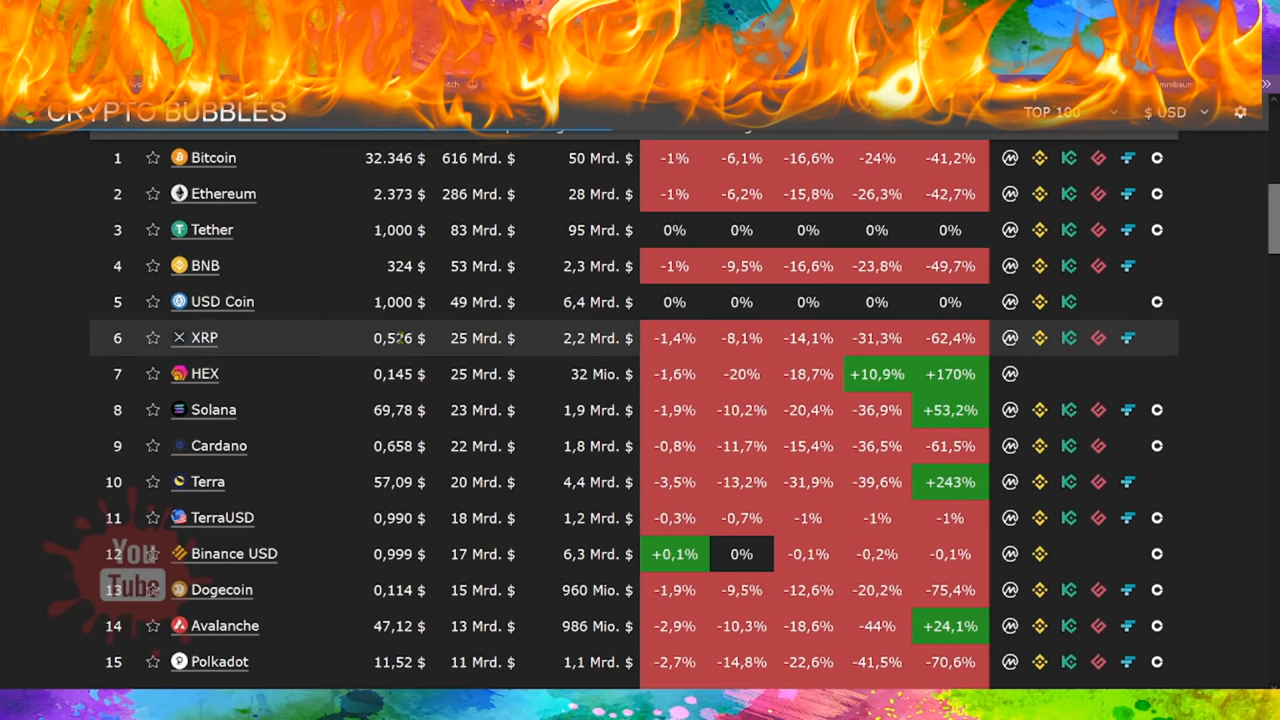 CRYPTO BUBBLES TOP 100 $ USD
1 Bitcoin 32.346 $ 616 Mrd. $ 50 Mrd. $ -1% -6,1% -16,6% -24% -41,2%
2 Ethereum 2.373 $ 286 Mrd. $ 28 Mrd. $ -1% -6,2% -15,8% -26,3% -42,7%
3 Tether 1,000 $ 83 Mrd. $ 95 Mrd. $ 0% 0% 0% 0% 0%
4 BNB 324 $ 53 Mrd. $ 2,3 Mrd. $ -1% -9,5% -16,6% -23,8% -49,7%
5 USD Coin 1,000 $ 49 Mrd. $ 6,4 Mrd. $ 0% 0% 0% 0% 0%
6 XRP 0,526 $ 25 Mrd. $ 2,2 Mrd. $ -1,4% -8,1% -14,1% -31,3% -62,4%
7 HEX 0,145 $ 25 Mrd. $ 32 Mio. $ -1,6% -20% -18,7% +10,9% +170%
8 Solana 69,78 $ 23 Mrd. $ 1,9 Mrd. $ -1,9% -10,2% -20,4% -36,9% +53,2%
9 Cardano 0,658 $ 22 Mrd. $ 1,8 Mrd. $ -0,8% -11,7% -15,4% -36,5% -61,5%
10 Terra 57,09 $ 20 Mrd. $ 4,4 Mrd. $ -3,5% -13,2% -31,9% -39,6% +243%
11 TerraUSD 0,990 $ 18 Mrd. $ 1,2 Mrd. $ -0,3% -0,7% -1% -1% -1%
12 Binance USD 0,999 $ 17 Mrd. $ 6,3 Mrd. $ +0,1% 0% -0,1% -0,2% -0,1%
13 Dogecoin 0,114 $ 15 Mrd. $ 960 Mio. $ -1,9% -9,5% -12,6% -20,2% -75,4%
14 Avalanche 47,12 $ 13 Mrd. $ 986 Mio. $ -2,9% -10,3% -18,6% -44% +24,1%
15 Polkadot 11,52 $ 11 Mrd. $ 1,1 Mrd. $ -2,7% -14,8% -22,6% -41,5% -70,6%
You
Tube